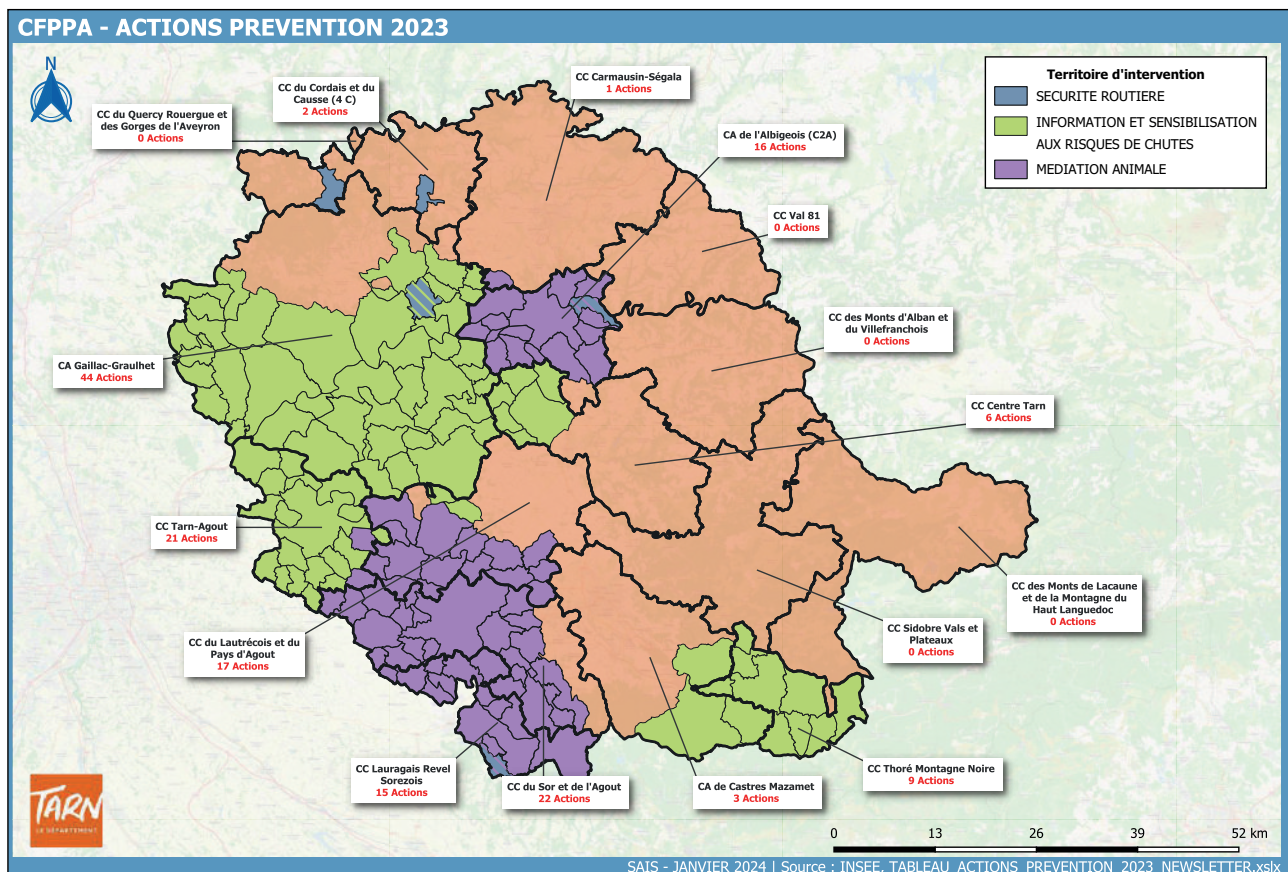 CFPPA - ACTIONS PREVENTION 2023
N
Territoire d'intervention
SECURITE ROUTIERE
INFORMATION ET SENSIBILISATION
AUX RISQUES DE CHUTES
MEDIATION ANIMALE
CC Carmausin-Ségala
1 Actions
CC du Cordais et du
Causse (4 C)
2 Actions
CC du Quercy Rouergue et
des Gorges de l'Aveyron
0 Actions
CA de l'Albigeois (C2A)
16 Actions
CC Val 81
0 Actions
CC des Monts d'Alban et
du Villefranchois
0 Actions
CA Gaillac-Graulhet
44 Actions
CC Centre Tarn
6 Actions
CC Tarn-Agout
21 Actions
CC des Monts de Lacaune
et de la Montagne du
Haut Languedoc
0 Actions
CC Sidobre Vals et
Plateaux
0 Actions
CC du Lautrécois et du
Pays d'Agout
17 Actions
CC Lauragais Revel
Sorezois
15 Actions
CC du Sor et de l'Agout
22 Actions
CA de Castres Mazamet
3 Actions
CC Thoré Montagne Noire
9 Actions
TARN
LE DÉPARTEMENT
0 13 26 39 52 km
SAIS - JANVIER 2024 | Source : INSEE, TABLEAU_ACTIONS_PREVENTION_2023_NEWSLETTER.xslx